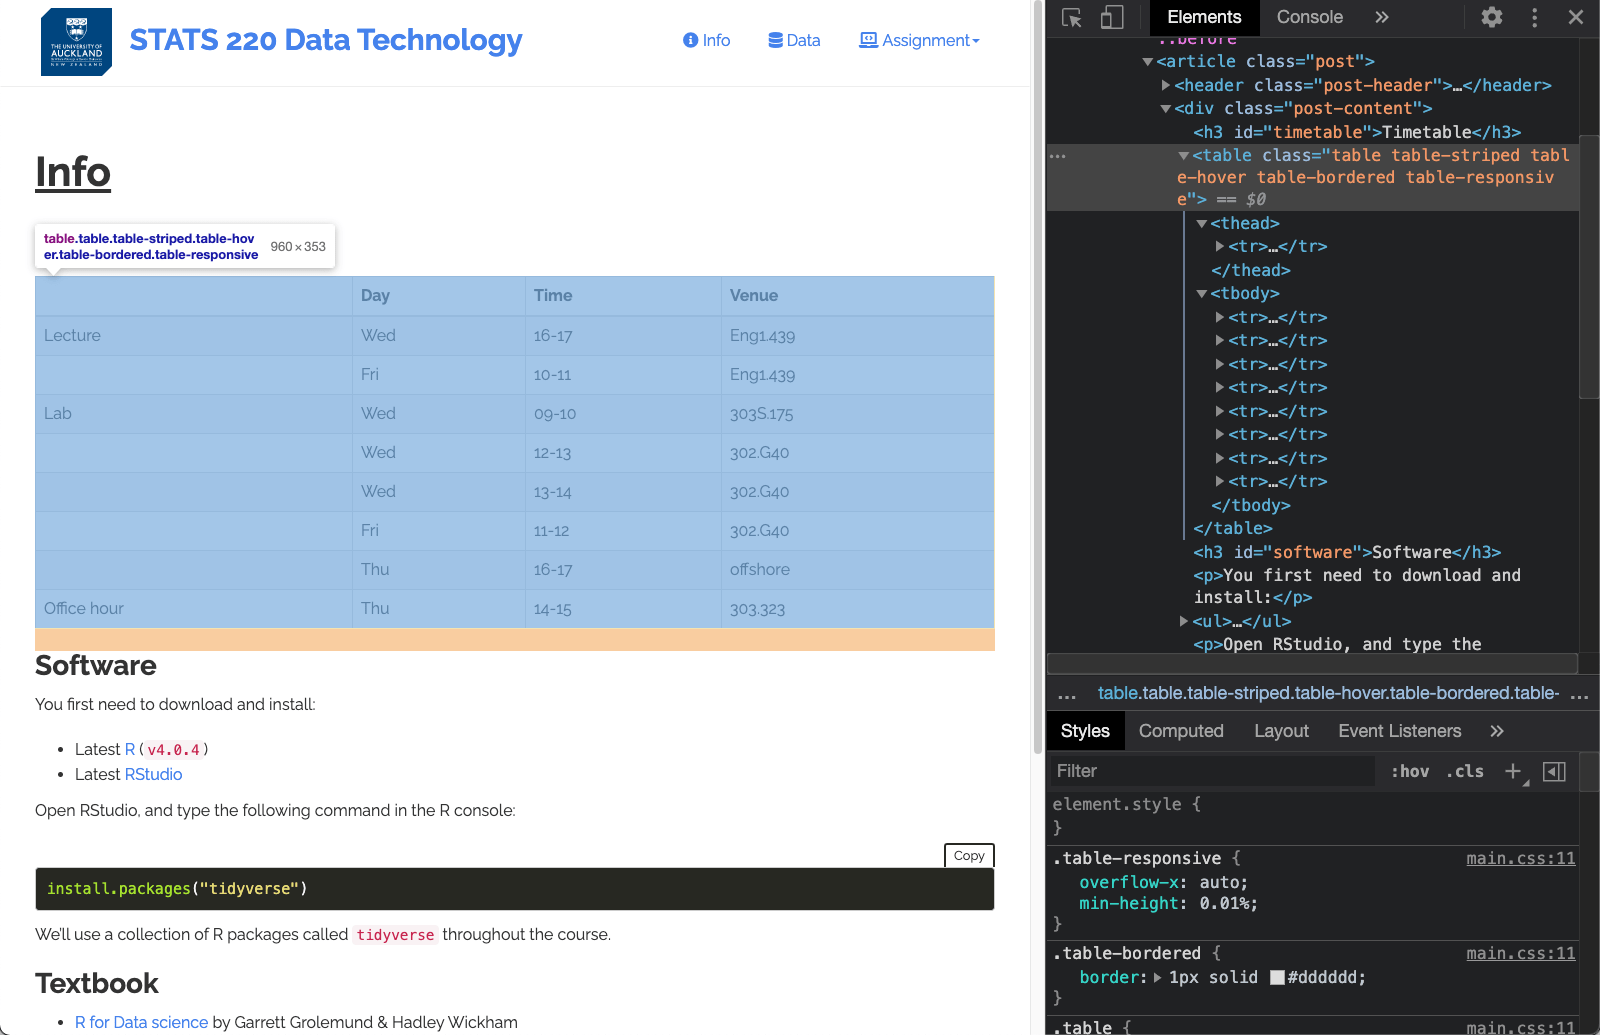 THE UNIVERSITY OF
AUCKLAND
NEW ZEALAND
STATS 220 Data Technology
Info
Data
Assignment
Info
table.table.table-striped.table-hov
er.table-bordered.table-responsive
960 × 353
Day Time Venue
Lecture Wed 16-17 Eng1.439
Fri 10-11 Eng1.439
Lab Wed 09-10 303S.175
Wed 12-13 302.G40
Wed 13-14 302.G40
Fri 11-12 302.G40
Thu 16-17 offshore
Office hour Thu 14-15 303.323
Software
You first need to download and install:
• Latest R (v4.0.4)
• Latest RStudio
Open RStudio, and type the following command in the R console:
Copy
install.packages("tidyverse")
We'll use a collection of R packages called tidyverse throughout the course.
Textbook
• R for Data science by Garrett Grolemund & Hadley Wickham
Elements Console
::before
<article class="post">
<header class="post-header">…</header>
<div class="post-content">
<h3 id="timetable">Timetable</h3>
<table class="table table-striped tabl
e-hover table-bordered table-responsiv
e"> == $0
<thead>
<tr>…</tr>
</thead>
<tbody>
<tr>…</tr>
<tr>…</tr>
<tr>…</tr>
<tr>…</tr>
<tr>…</tr>
<tr>…</tr>
<tr>…</tr>
<tr>…</tr>
</tbody>
</table>
<h3 id="software">Software</h3>
<p>You first need to download and
install:</p>
<ul>…</ul>
<p>Open RStudio, and type the
... table.table.table-striped.table-hover.table-bordered.table- ...
Styles Computed Layout Event Listeners
Filter :hov .cls
element.style {
}
.table-responsive { main.css:11
overflow-x: auto;
min-height: 0.01%;
}
.table-bordered { main.css:11
border: 1px solid #dddddd;
}
.table { main.css:11